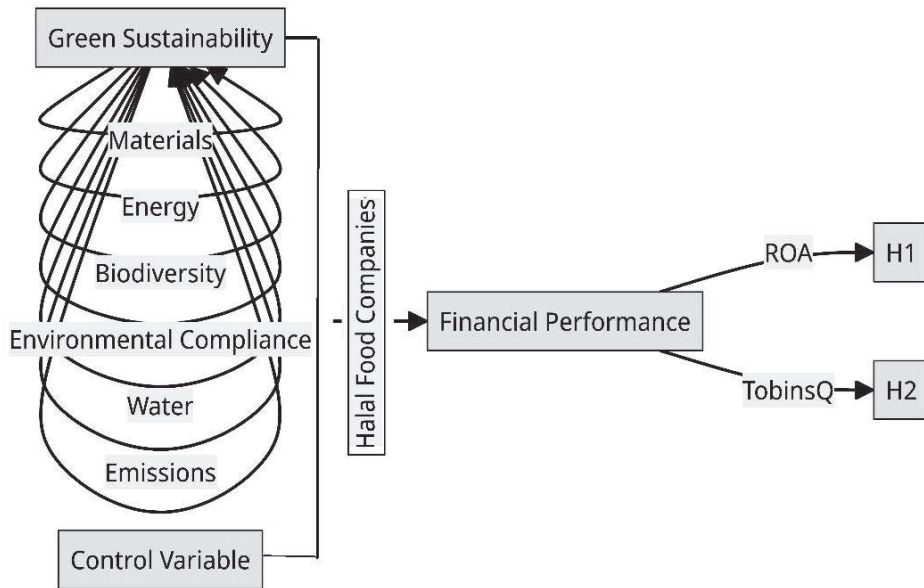 Green Sustainability
Materials
Energy
Biodiversity
Environmental Compliance
Water
Emissions
Control Variable
Halal Food Companies
Financial Performance
ROA
H1
TobinsQ
H2